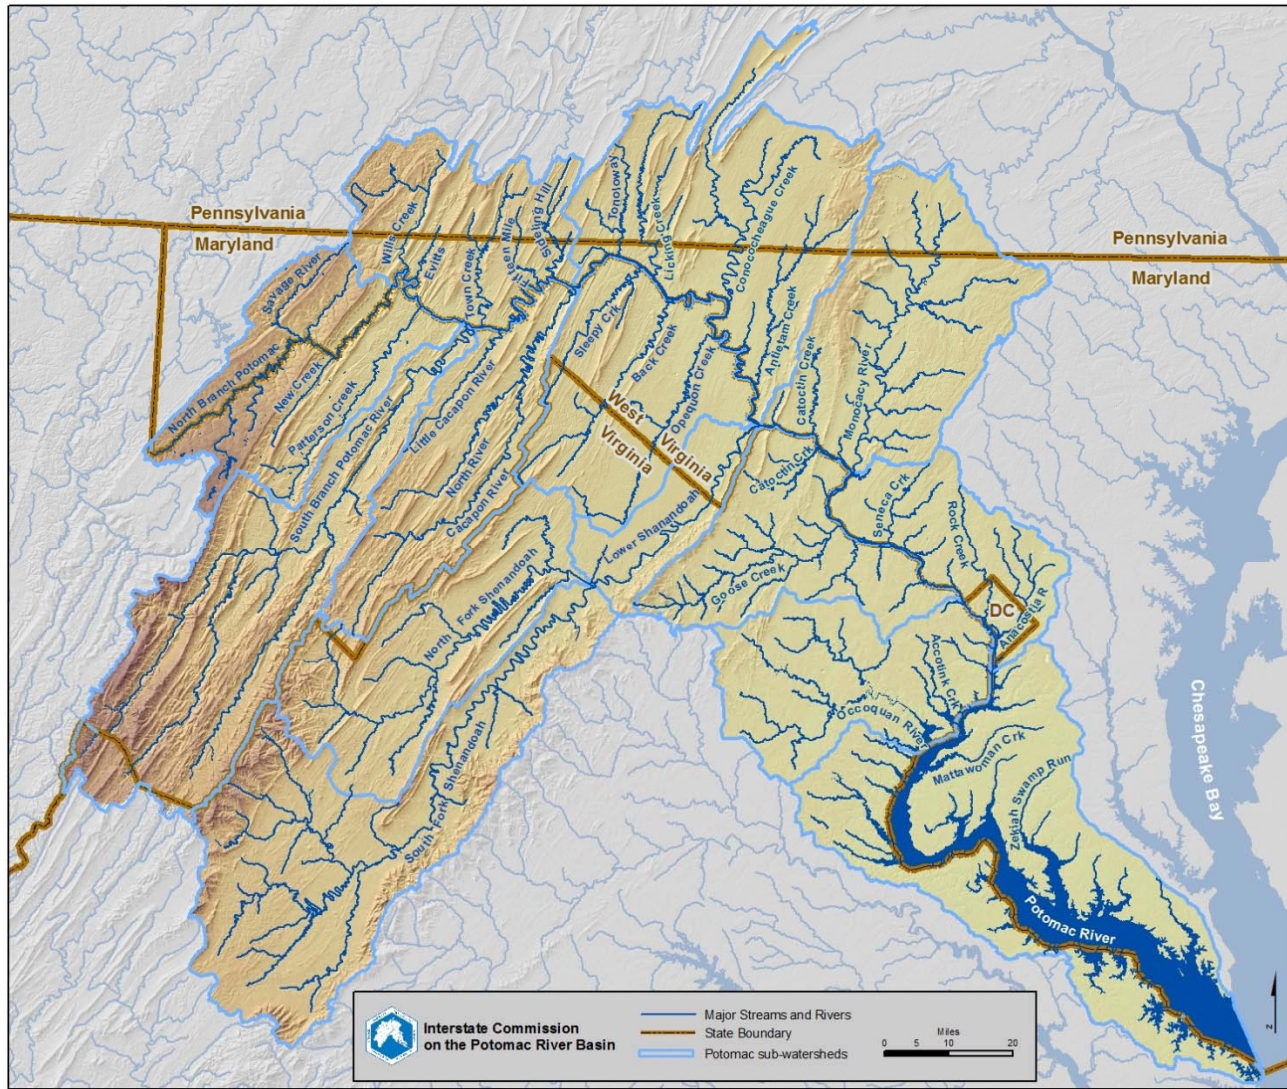 Pennsylvania
Maryland
Pennsylvania
Maryland
Wills Creek
Evitts
Town Creek
Fifteen Mile
Sideling Hill
Tonoloway
Licking Creek
Conococheague Creek
Antietam Creek
Catoctin Creek
Monocacy River
Savage River
North Branch Potomac
New Creek
Patterson Creek
South Branch Potomac River
Little Cacapon River
North River
Cacapon River
Sleepy Crk
Back Creek
Opequon Creek
West Virginia
Virginia
Catoctin Crk
Seneca Crk
Rock Creek
Lower Shenandoah
Goose Creek
North Fork Shenandoah
DC
Anacostia R
Accotink Crk
Occoquan River
Mattawoman Crk
Zekiah Swamp Run
South Fork Shenandoah
Chesapeake Bay
Potomac River
Interstate Commission
on the Potomac River Basin
Major Streams and Rivers
State Boundary
Potomac sub-watersheds
Miles
0 5 10 20
N